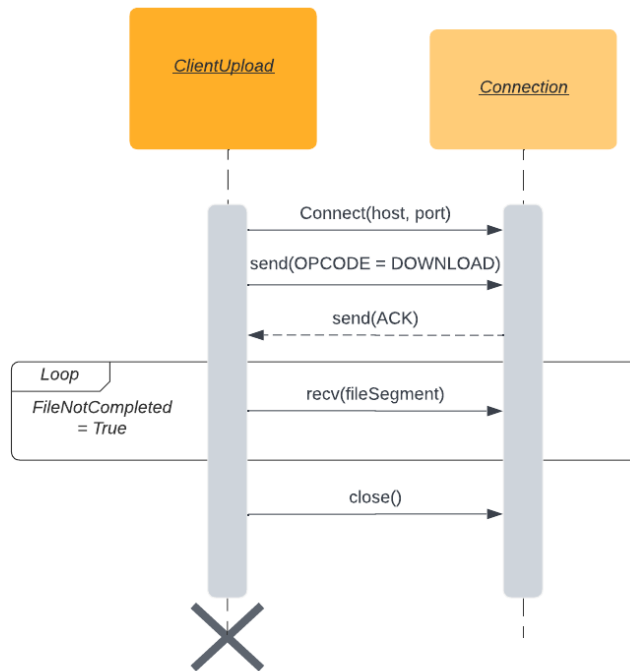 ClientUpload
Connection
Connect(host, port)
send(OPCODE = DOWNLOAD)
send(ACK)
Loop
FileNotCompleted
= True
recv(fileSegment)
close()